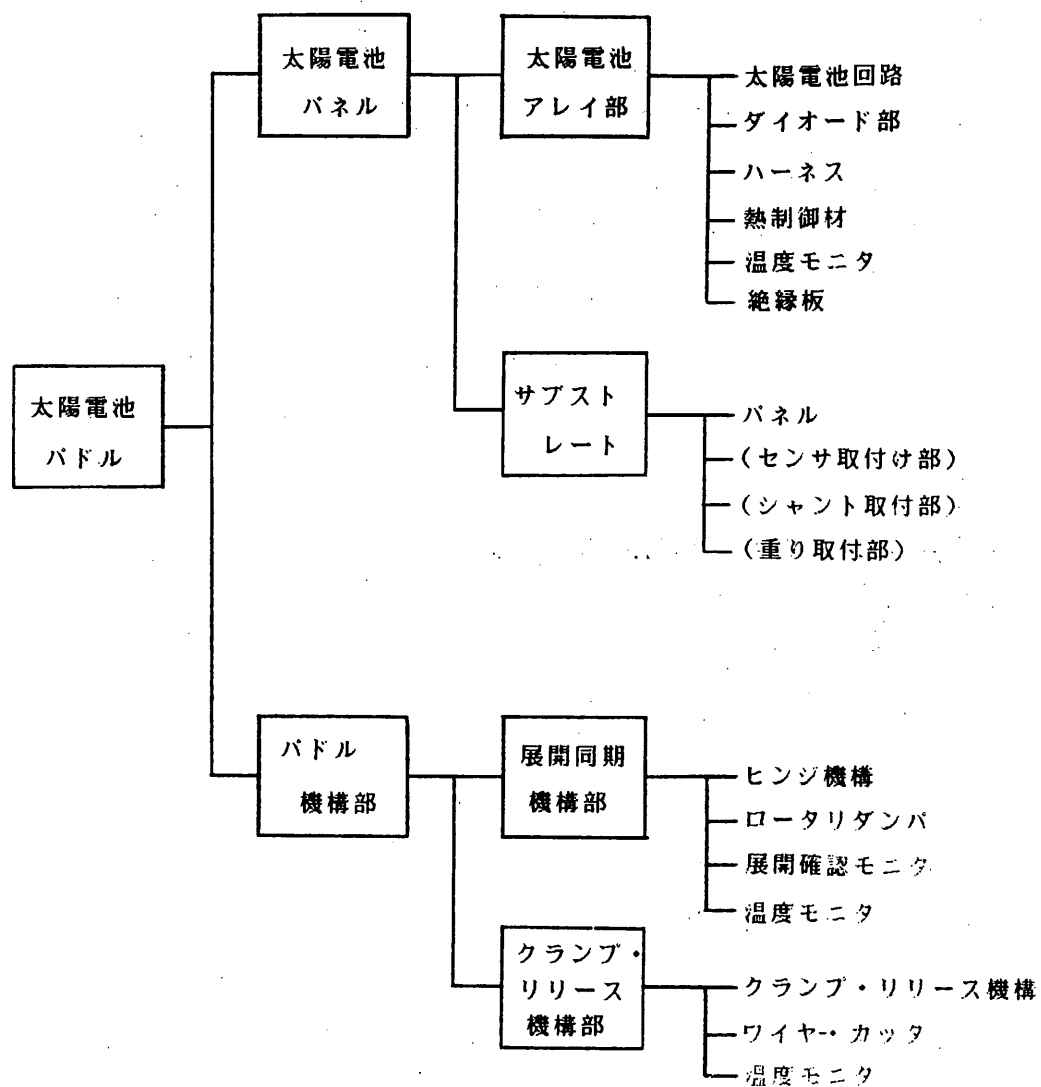 太陽電池
パネル
太陽電池
アレイ部
太陽電池回路
ダイオード部
ハーネス
熱制御材
温度モニタ
絶縁板
太陽電池
パドル
サブスト
レート
パネル
(センサ取付け部)
(シャント取付部)
(重り取付部)
パドル
機構部
展開同期
機構部
ヒンジ機構
ロータリダンパ
展開確認モニタ
温度モニタ
クランプ・
リリース
機構部
クランプ・リリース機構
ワイヤ・カッタ
温度モニタ